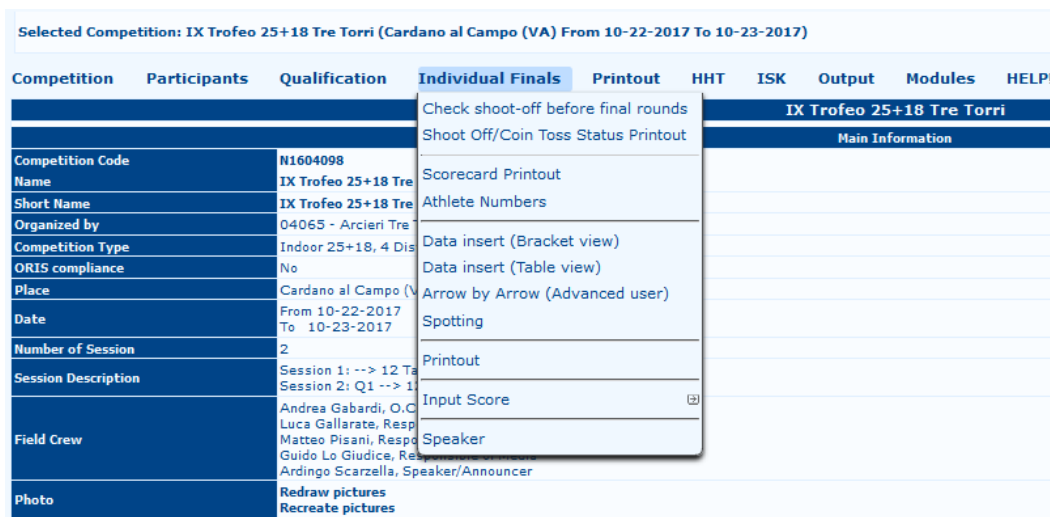 Selected Competition: IX Trofeo 25+18 Tre Torri (Cardano al Campo (VA) From 10-22-2017 To 10-23-2017)
Competition Participants Qualification Individual Finals Printout HHT ISK Output Modules
Check shoot-off before final rounds
Shoot Off/Coin Toss Status Printout
Scorecard Printout
Athlete Numbers
Data insert (Bracket view)
Data insert (Table view)
Arrow by Arrow (Advanced user)
Spotting
Printout
Input Score
Speaker
IX Trofeo 25+18 Tre Torri
Main Information
Competition Code N1604098
Name IX Trofeo 25+18 Tre
Short Name IX Trofeo 25+18 Tre
Organized by 04065 - Arcieri Tre
Competition Type Indoor 25+18, 4
ORIS compliance No
Place Cardano al Campo
Date From 10-22-2017
To 10-23-2017
Number of Session 2
Session Description Session 1: --> 12
Session 2: Q1 -->
Field Crew Andrea Gabardi,
Luca Gallarate,
Matteo Pisani,
Guido Lo Giudice,
Ardingo Scarzella, Speaker/Announcer
Photo Redraw pictures
Recreate pictures